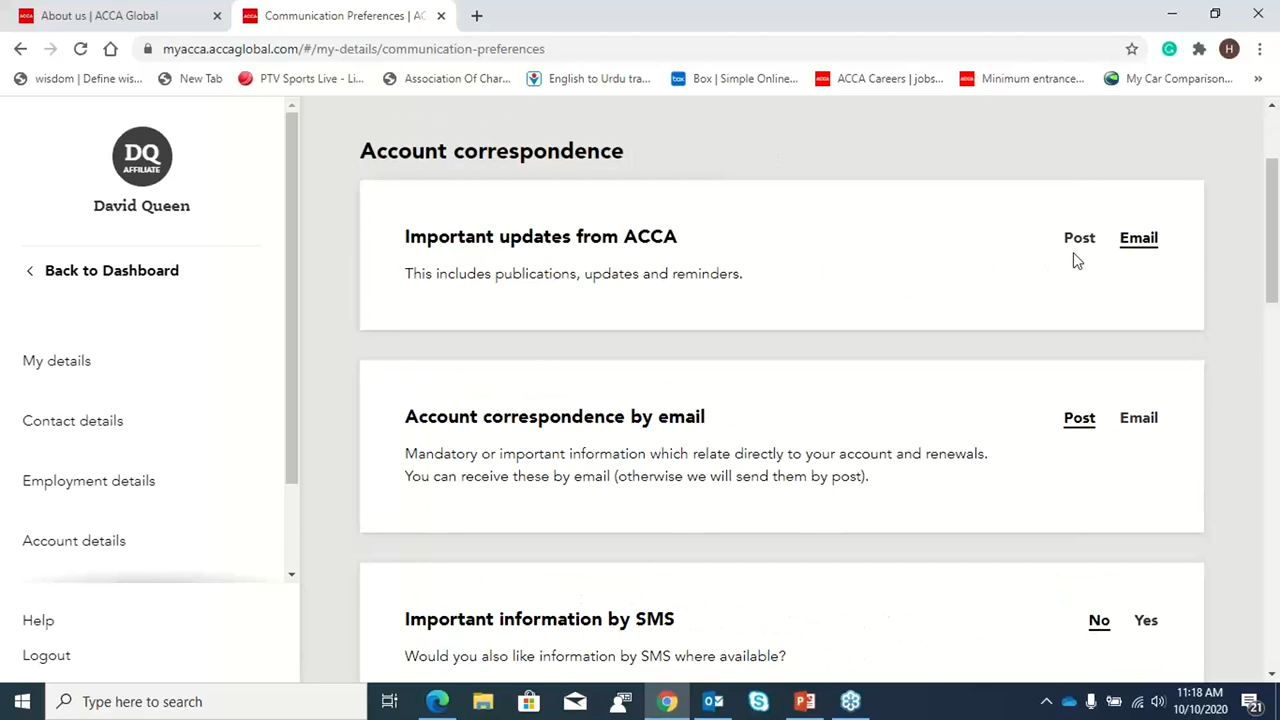 About us | ACCA Global
Communication Preferences | AC
myacca.accaglobal.com/#/my-details/communication-preferences
H
wisdom | Define wis...
New Tab
PTV Sports Live - Li...
Association Of Char...
English to Urdu tra...
Box | Simple Online...
ACCA Careers | jobs...
Minimum entrance...
My Car Comparison...
»
DQ
AFFILIATE
David Queen
Back to Dashboard
My details
Contact details
Employment details
Account details
Help
Logout
Account correspondence
Important updates from ACCA
Post Email
This includes publications, updates and reminders.
Account correspondence by email
Post Email
Mandatory or important information which relate directly to your account and renewals.
You can receive these by email (otherwise we will send them by post).
Important information by SMS
No Yes
Would you also like information by SMS where available?
Type here to search
11:18 AM
10/10/2020
21